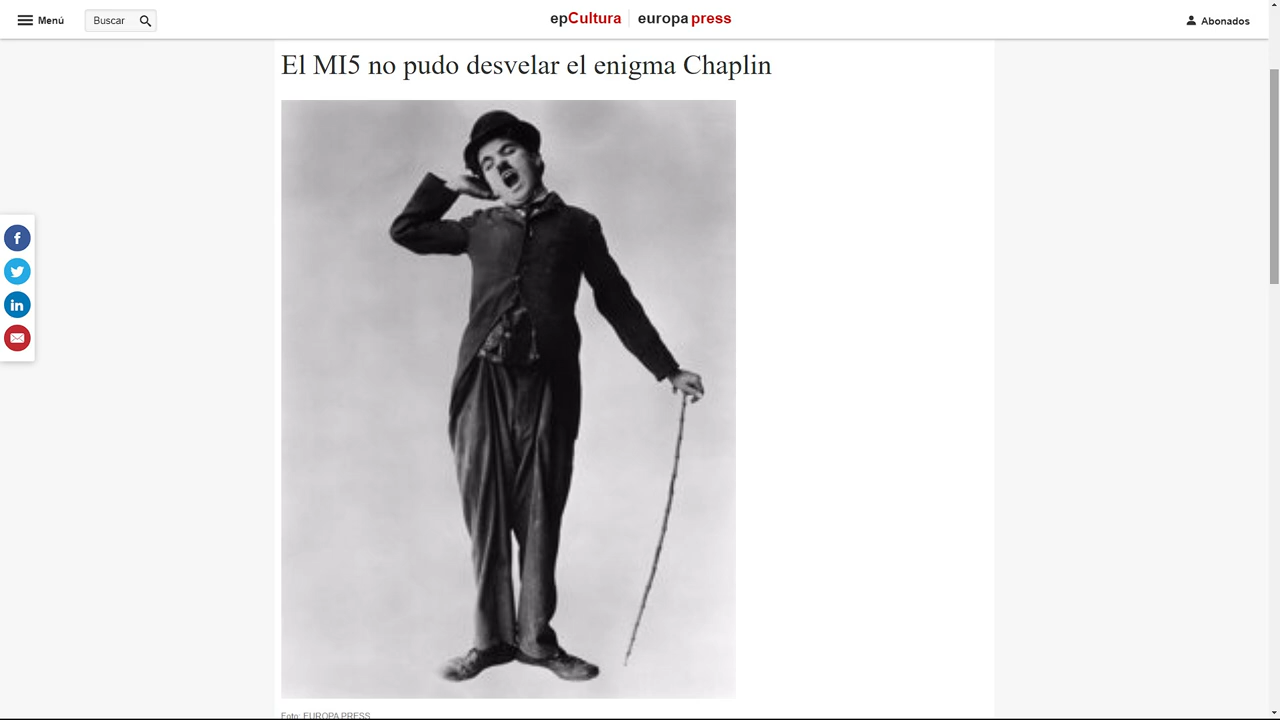 Menú
Buscar
epCultura europa press
Abonados
El MI5 no pudo desvelar el enigma Chaplin
Foto: EUROPA PRESS